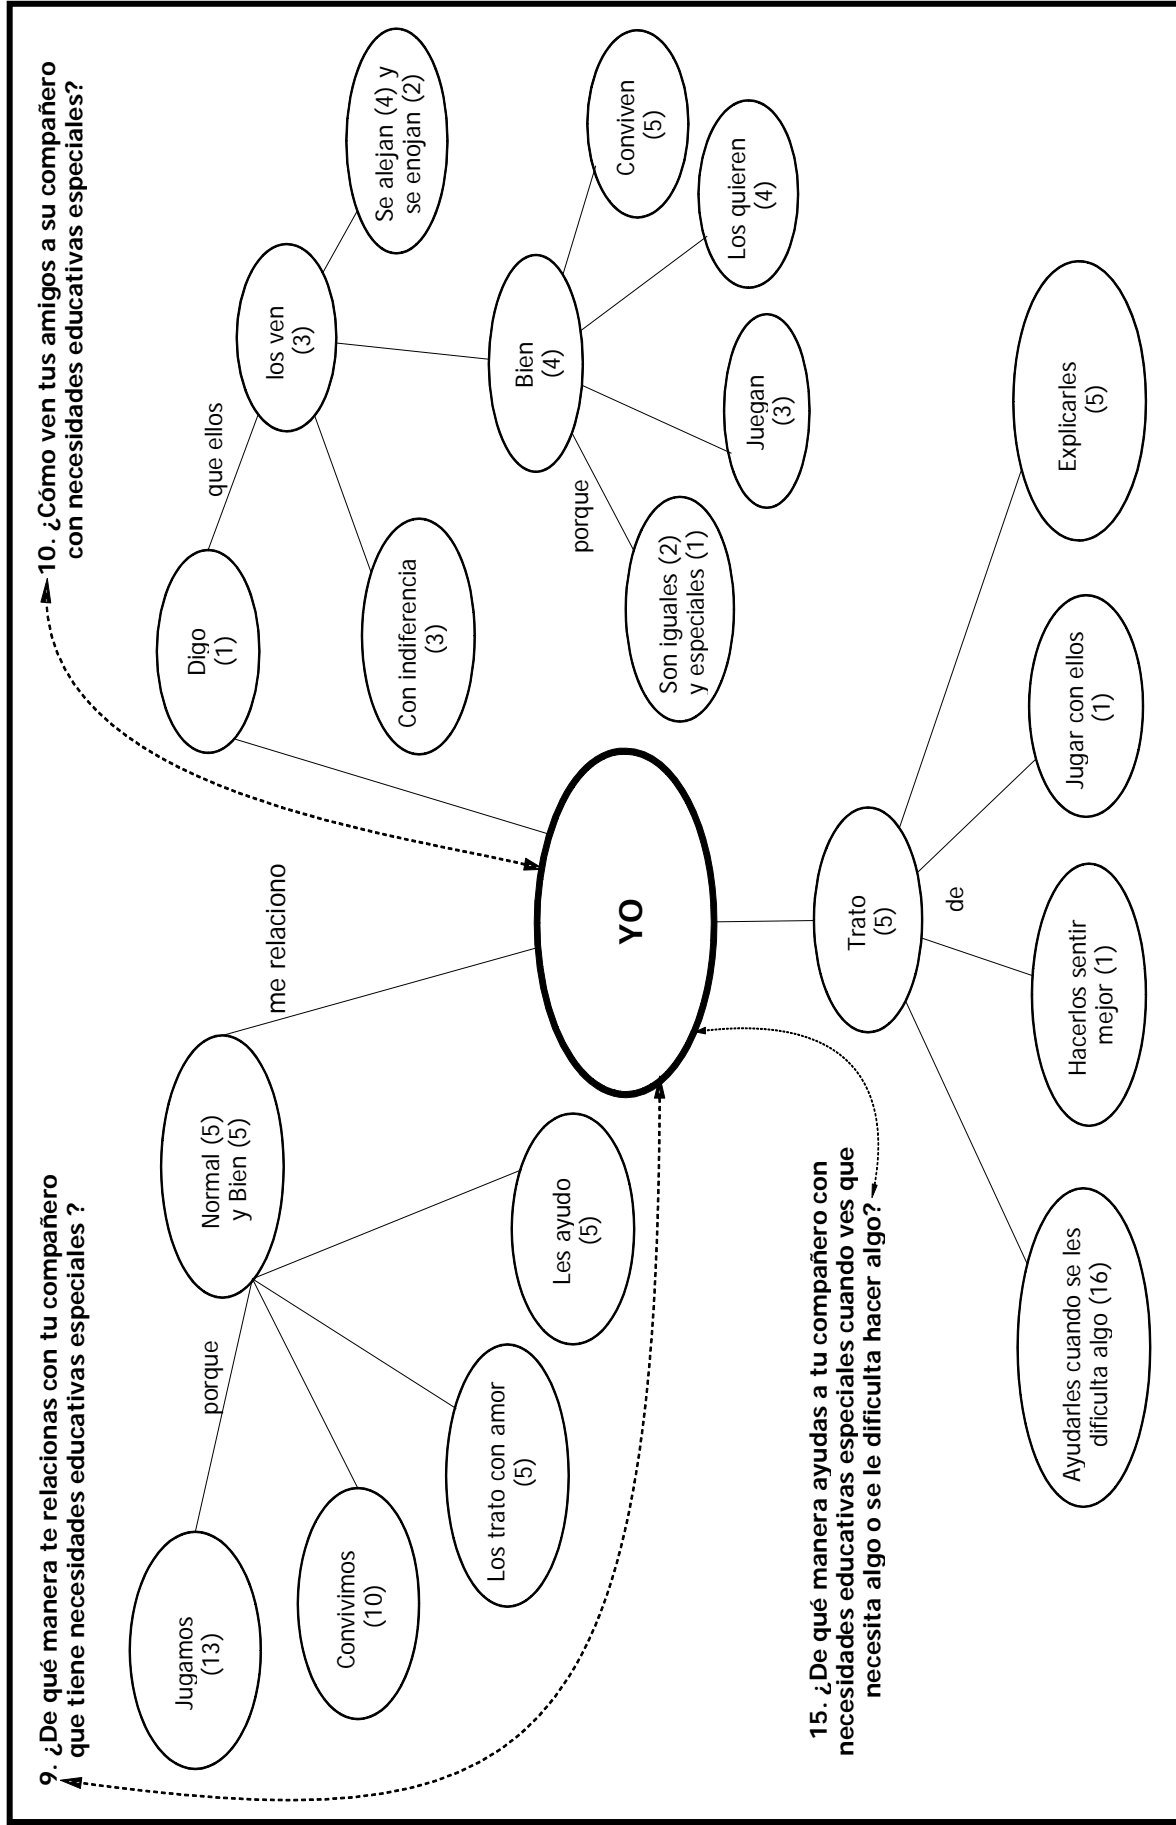 9. ¿De qué manera te relacionas con tu compañero
que tiene necesidades educativas especiales ?
10. ¿Cómo ven tus amigos a su compañero
con necesidades educativas especiales?
Jugamos
(13)
porque
Normal (5)
y Bien (5)
me relaciono
Convivimos
(10)
Los trato con amor
(5)
Les ayudo
(5)
Digo
(1)
que ellos
los ven
(3)
Se alejan (4) y
se enojan (2)
Con indiferencia
(3)
Bien
(4)
porque
Conviven
(5)
Los quieren
(4)
Juegan
(3)
Son iguales (2)
y especiales (1)
YO
15. ¿De qué manera ayudas a tu compañero con
necesidades educativas especiales cuando ves que
necesita algo o se le dificulta hacer algo?
Trato
(5)
de
Ayudarles cuando se les
dificulta algo (16)
Hacerlos sentir
mejor (1)
Jugar con ellos
(1)
Explicarles
(5)